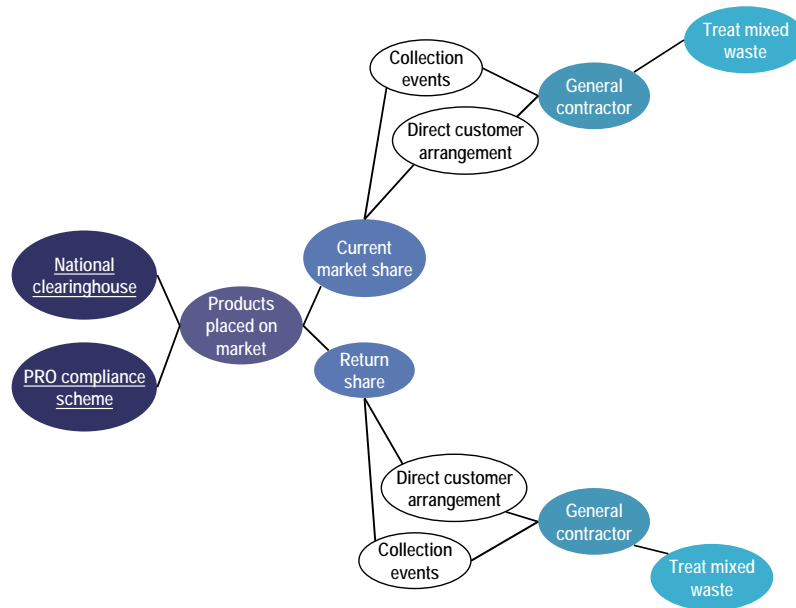 Treat mixed
waste
Collection
events
General
contractor
Direct customer
arrangement
Current
market share
National
clearinghouse
Products
placed on
market
PRO compliance
scheme
Return
share
Direct customer
arrangement
General
contractor
Collection
events
Treat mixed
waste